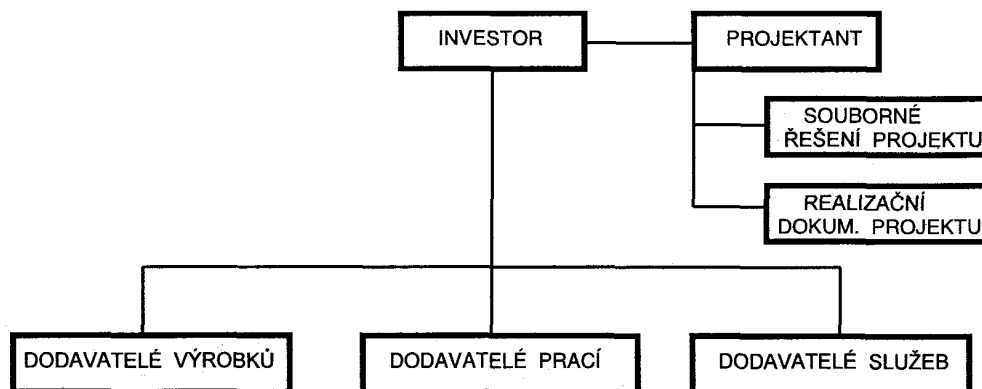 INVESTOR
PROJEKTANT
SOUBORNÉ
ŘEŠENÍ PROJEKTU
REALIZAČNÍ
DOKUM. PROJEKTU
DODAVATELÉ VÝROBKŮ
DODAVATELÉ PRACÍ
DODAVATELÉ SLUŽEB